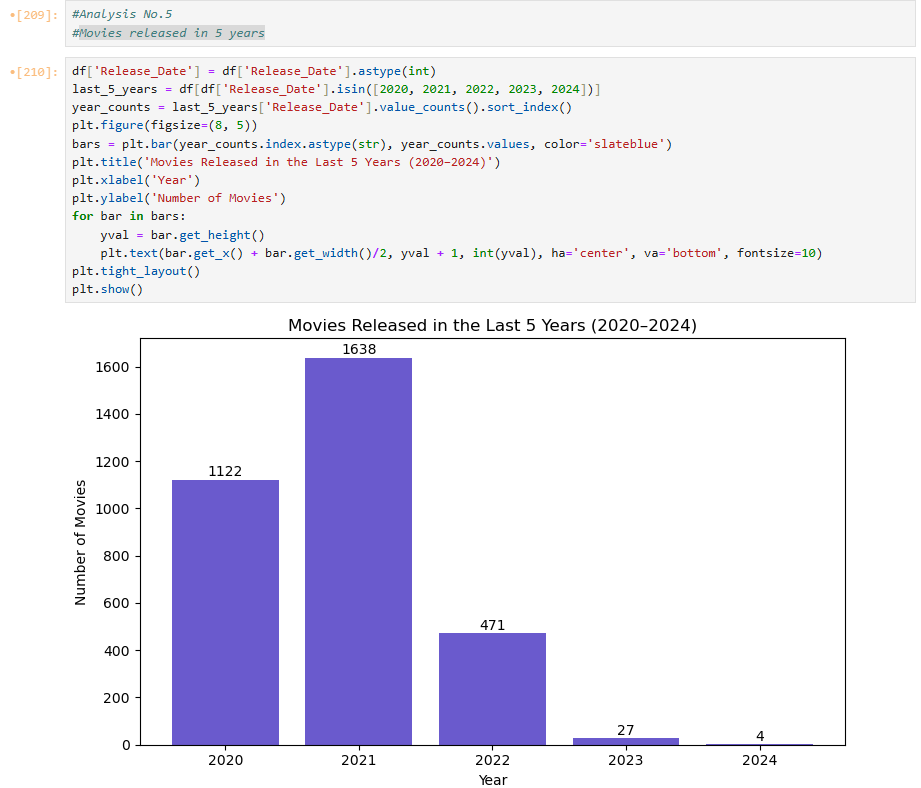 •[209]:
#Analysis No.5
#Movies released in 5 years
•[210]:
df['Release_Date'] = df['Release_Date'].astype(int)
last_5_years = df[df['Release_Date'].isin([2020, 2021, 2022, 2023, 2024])]
year_counts = last_5_years['Release_Date'].value_counts().sort_index()
plt.figure(figsize=(8, 5))
bars = plt.bar(year_counts.index.astype(str), year_counts.values, color='slateblue')
plt.title('Movies Released in the Last 5 Years (2020–2024)')
plt.xlabel('Year')
plt.ylabel('Number of Movies')
for bar in bars:
    yval = bar.get_height()
    plt.text(bar.get_x() + bar.get_width()/2, yval + 1, int(yval), ha='center', va='bottom', fontsize=10)
plt.tight_layout()
plt.show()
Movies Released in the Last 5 Years (2020–2024)
Number of Movies
1600
1400
1200
1000
800
600
400
200
0
1122
1638
471
27
4
2020
2021
2022
2023
2024
Year